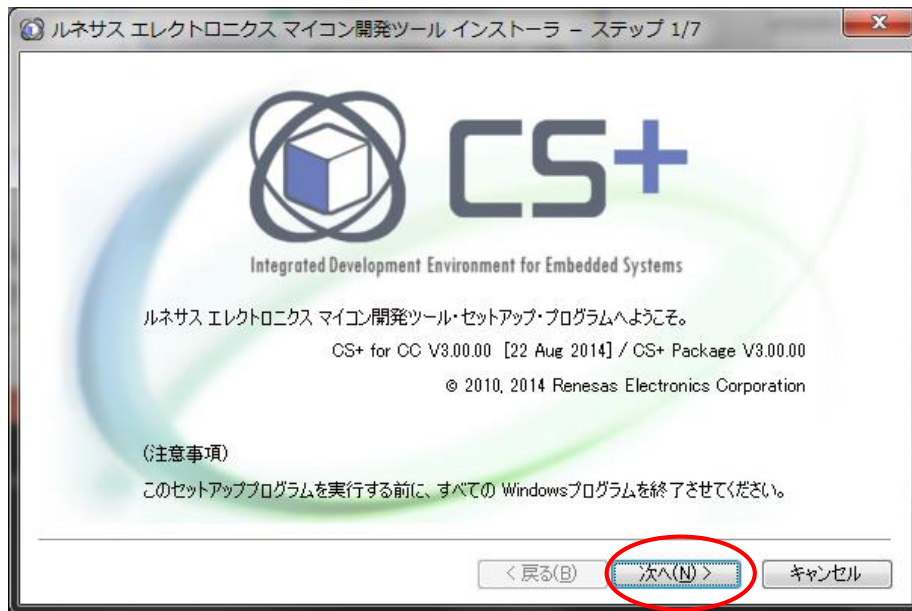 ルネサス エレクトロニクス マイコン開発ツール インストーラ – ステップ 1/7
CS+
Integrated Development Environment for Embedded Systems
ルネサス エレクトロニクス マイコン開発ツール・セットアップ・プログラムへようこそ。
CS+ for CC V3.00.00 [22 Aug 2014] / CS+ Package V3.00.00
© 2010, 2014 Renesas Electronics Corporation
(注意事項)
このセットアッププログラムを実行する前に、すべての Windowsプログラムを終了させてください。
< 戻る(B) 次へ(N) > キャンセル